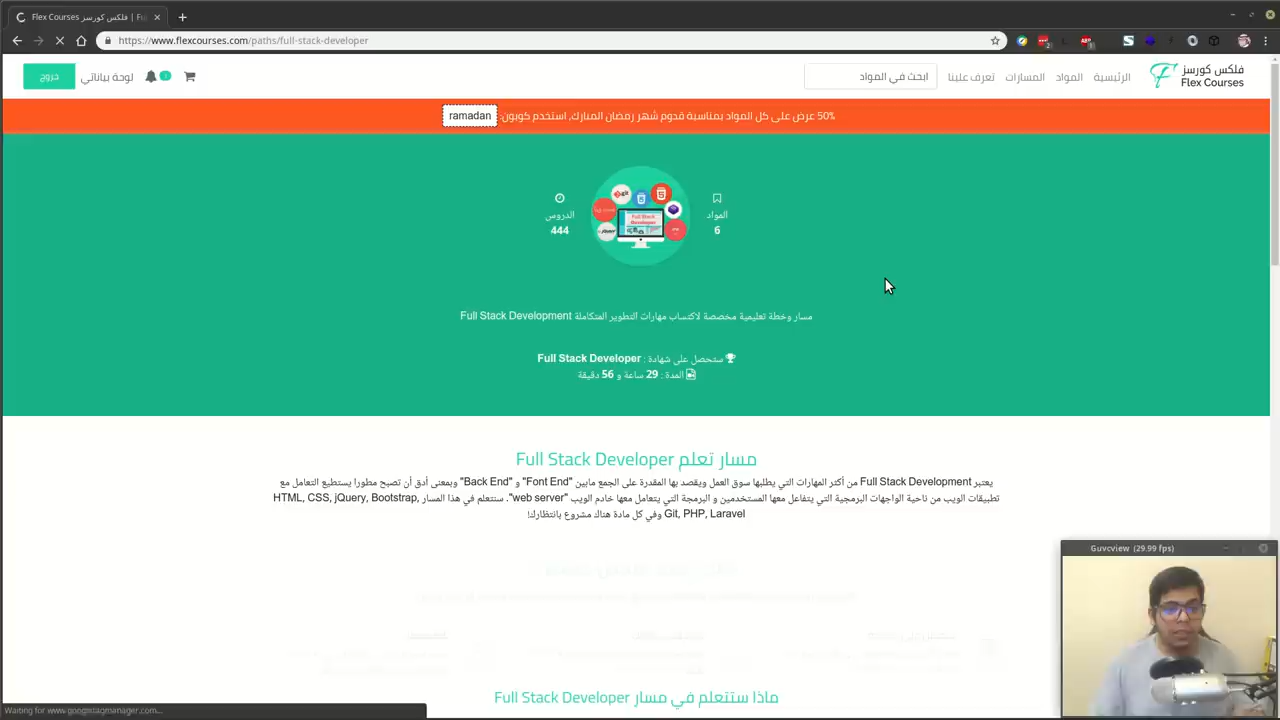 Flex Courses فلكس كورسز | Fu
https://www.flexcourses.com/paths/full-stack-developer
فلكس كورسز
Flex Courses
الرئيسية
المواد
المسارات
تعرف علينا
ابحث في المواد
لوحة بياناتي
خروج
50% عرض على كل المواد بمناسبة قدوم شهر رمضان المبارك، استخدم كوبون: ramadan
المواد
6
الدروس
444
مسار وخطة تعليمية مخصصة لاكتساب مهارات التطوير المتكاملة Full Stack Development
ستحصل على شهادة : Full Stack Developer
المدة : 29 ساعة و 56 دقيقة
مسار تعلم Full Stack Developer
يعتبر Full Stack Development من أكثر المهارات التي يطلبها سوق العمل ويقصد بها المقدرة على الجمع مابين "Font End" و "Back End" وبمعنى أدق أن تصبح مطورا يستطيع التعامل مع
تطبيقات الويب من ناحية الواجهات البرمجية التي يتفاعل معها المستخدمين و البرمجة التي يتعامل معها خادم الويب "web server". ستتعلم في هذا المسار HTML, CSS, jQuery, Bootstrap,
Git, PHP, Laravel وفي كل مادة هناك مشروع بانتظارك!
ماذا ستتعلم في مسار Full Stack Developer
Guvcview (29.99 fps)
Waiting for www.googletagmanager.com...